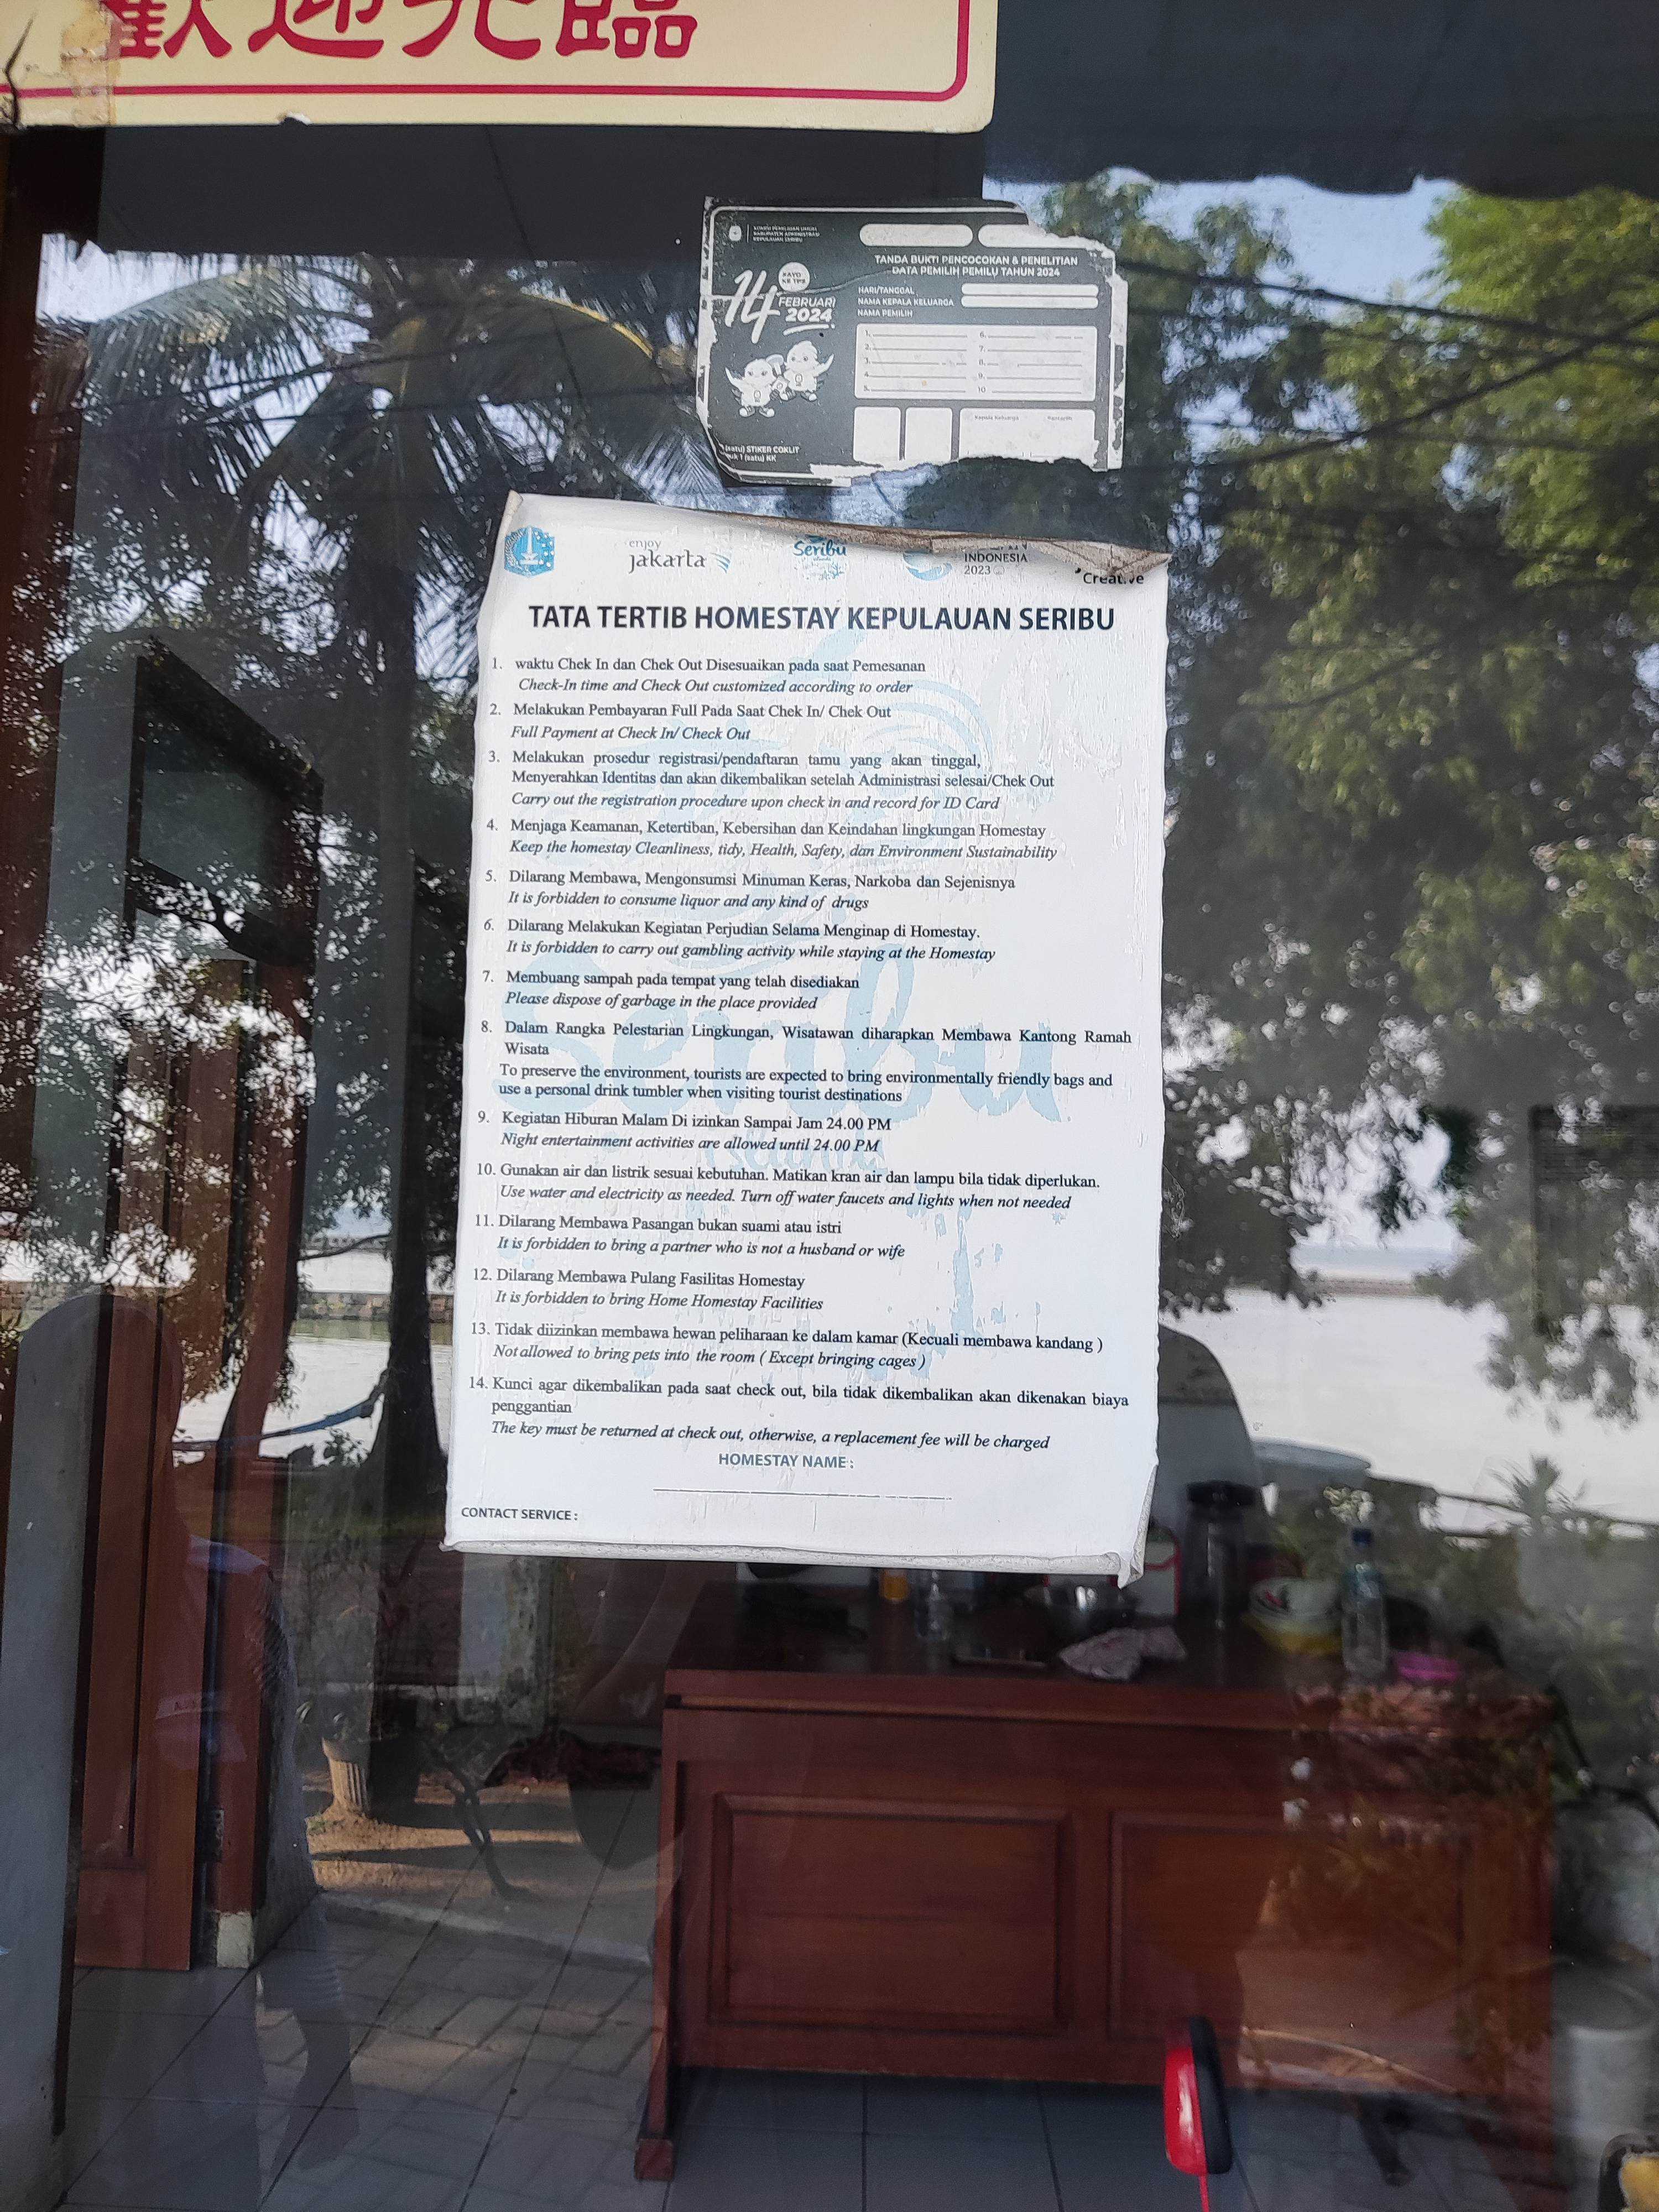 歡迎光臨
KOMISI PEMILIHAN UMUM
KABUPATEN ADMINISTRASI
KEPULAUAN SERIBU
TANDA BUKTI PENCOCOKAN & PENELITIAN
DATA PEMILIH PEMILU TAHUN 2024
AYO
KE TPS
14 FEBRUARI
2024
HARI/TANGGAL
NAMA KEPALA KELUARGA
NAMA PEMILIH
1.
2.
3.
4.
5.
6.
7.
8.
9.
10
Kepala Keluarga
Pantarlih
(satu) STIKER COKLIT
uk 1 (satu) KK
enjoy
jakarta
Seribu
INDONESIA
2023
Creative
TATA TERTIB HOMESTAY KEPULAUAN SERIBU
1. waktu Chek In dan Chek Out Disesuaikan pada saat Pemesanan
Check-In time and Check Out customized according to order
2. Melakukan Pembayaran Full Pada Saat Chek In/ Chek Out
Full Payment at Check In/ Check Out
3. Melakukan prosedur registrasi/pendaftaran tamu yang akan tinggal,
Menyerahkan Identitas dan akan dikembalikan setelah Administrasi selesai/Chek Out
Carry out the registration procedure upon check in and record for ID Card
4. Menjaga Keamanan, Ketertiban, Kebersihan dan Keindahan lingkungan Homestay
Keep the homestay Cleanliness, tidy, Health, Safety, dan Environment Sustainability
5. Dilarang Membawa, Mengonsumsi Minuman Keras, Narkoba dan Sejenisnya
It is forbidden to consume liquor and any kind of drugs
6. Dilarang Melakukan Kegiatan Perjudian Selama Menginap di Homestay.
It is forbidden to carry out gambling activity while staying at the Homestay
7. Membuang sampah pada tempat yang telah disediakan
Please dispose of garbage in the place provided
8. Dalam Rangka Pelestarian Lingkungan, Wisatawan diharapkan Membawa Kantong Ramah
Wisata
To preserve the environment, tourists are expected to bring environmentally friendly bags and
use a personal drink tumbler when visiting tourist destinations
9. Kegiatan Hiburan Malam Di izinkan Sampai Jam 24.00 PM
Night entertainment activities are allowed until 24.00 PM
10. Gunakan air dan listrik sesuai kebutuhan. Matikan kran air dan lampu bila tidak diperlukan.
Use water and electricity as needed. Turn off water faucets and lights when not needed
11. Dilarang Membawa Pasangan bukan suami atau istri
It is forbidden to bring a partner who is not a husband or wife
12. Dilarang Membawa Pulang Fasilitas Homestay
It is forbidden to bring Home Homestay Facilities
13. Tidak diizinkan membawa hewan peliharaan ke dalam kamar (Kecuali membawa kandang )
Not allowed to bring pets into the room ( Except bringing cages )
14. Kunci agar dikembalikan pada saat check out, bila tidak dikembalikan akan dikenakan biaya
penggantian
The key must be returned at check out, otherwise, a replacement fee will be charged
HOMESTAY NAME :
CONTACT SERVICE :